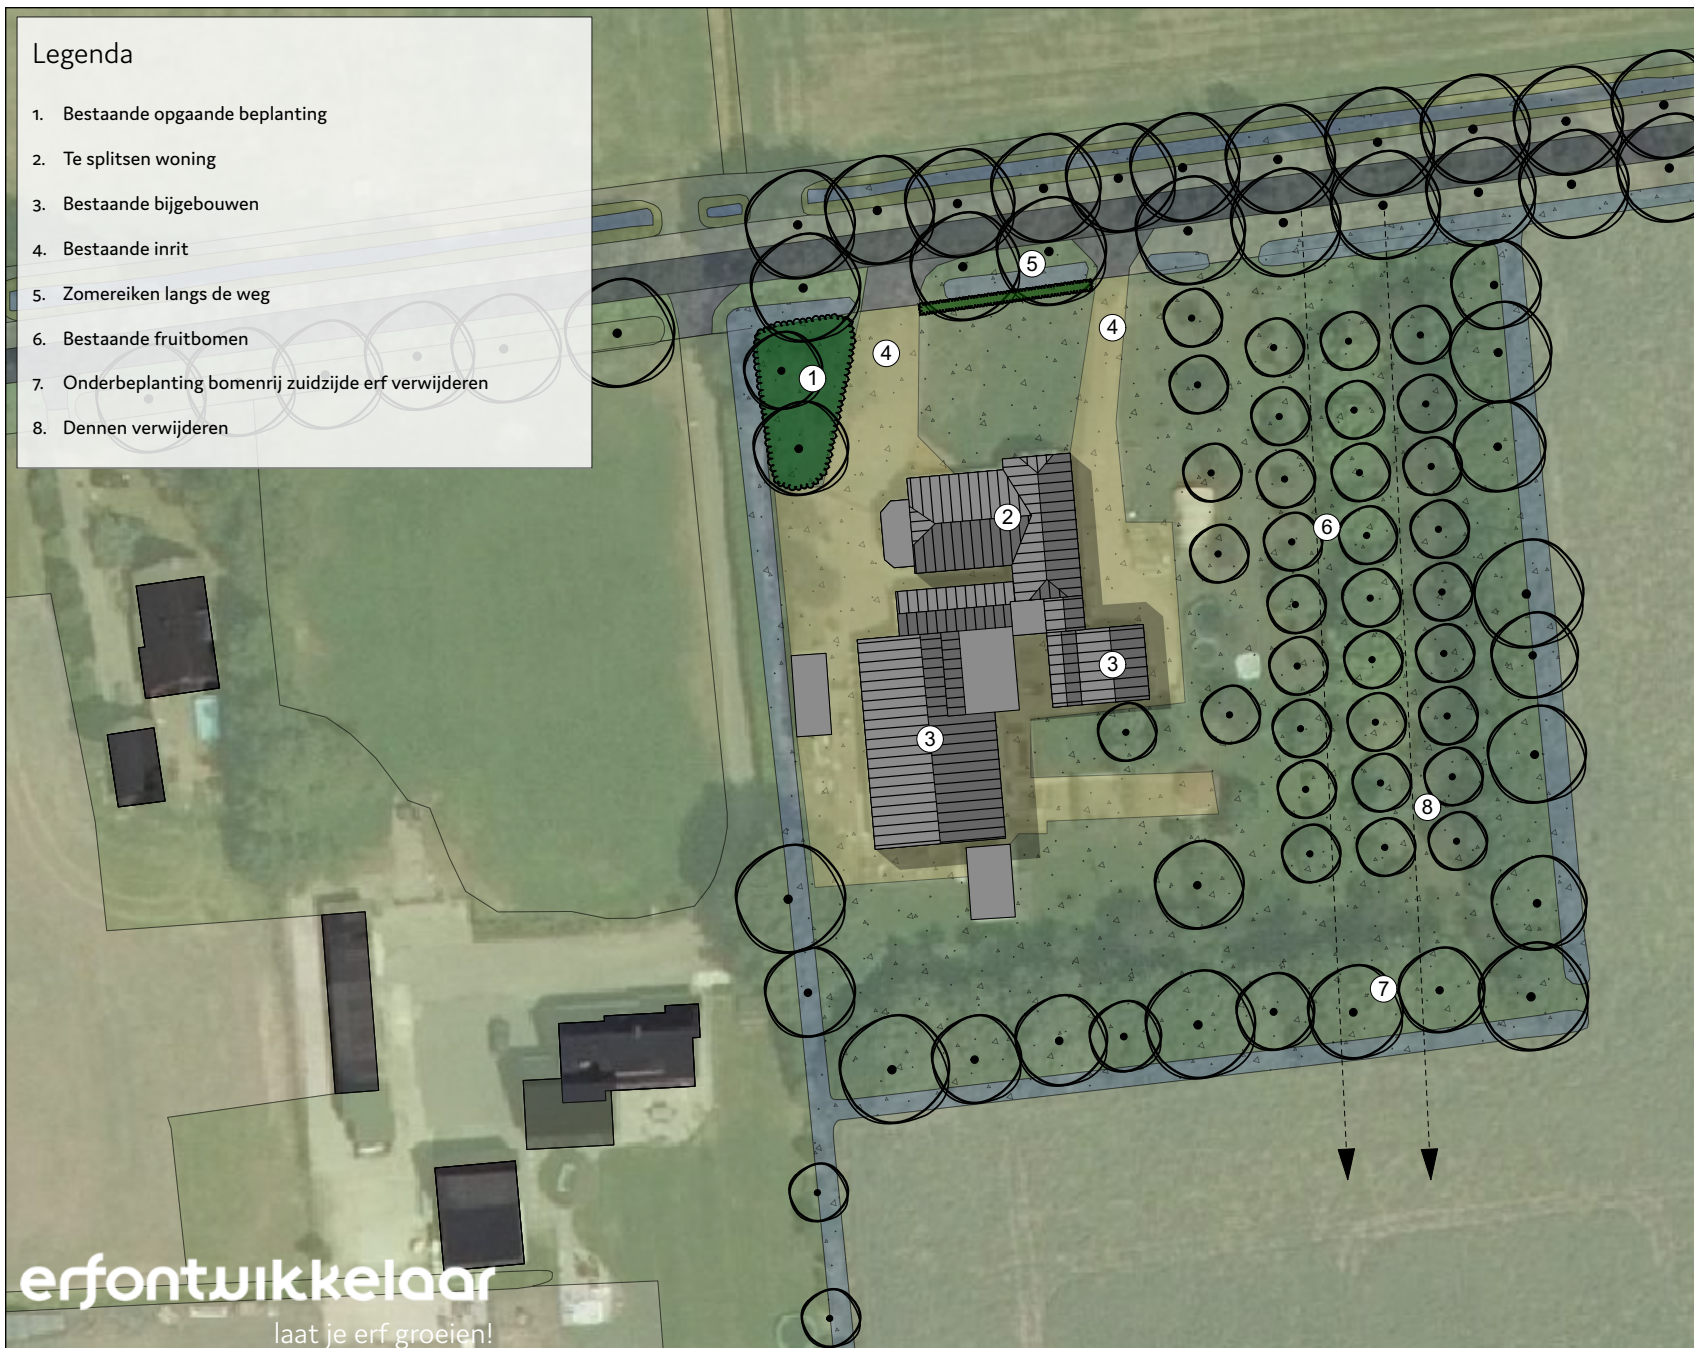 Legenda
1. Bestaande opgaande beplanting
2. Te splitsen woning
3. Bestaande bijgebouwen
4. Bestaande inrit
5. Zomereiken langs de weg
6. Bestaande fruitbomen
7. Onderbeplanting bomenrij zuidzijde erf verwijderen
8. Dennen verwijderen
5
4
4
1
2
6
3
3
8
7
erfontwikkelaar
laat je erf groeien!